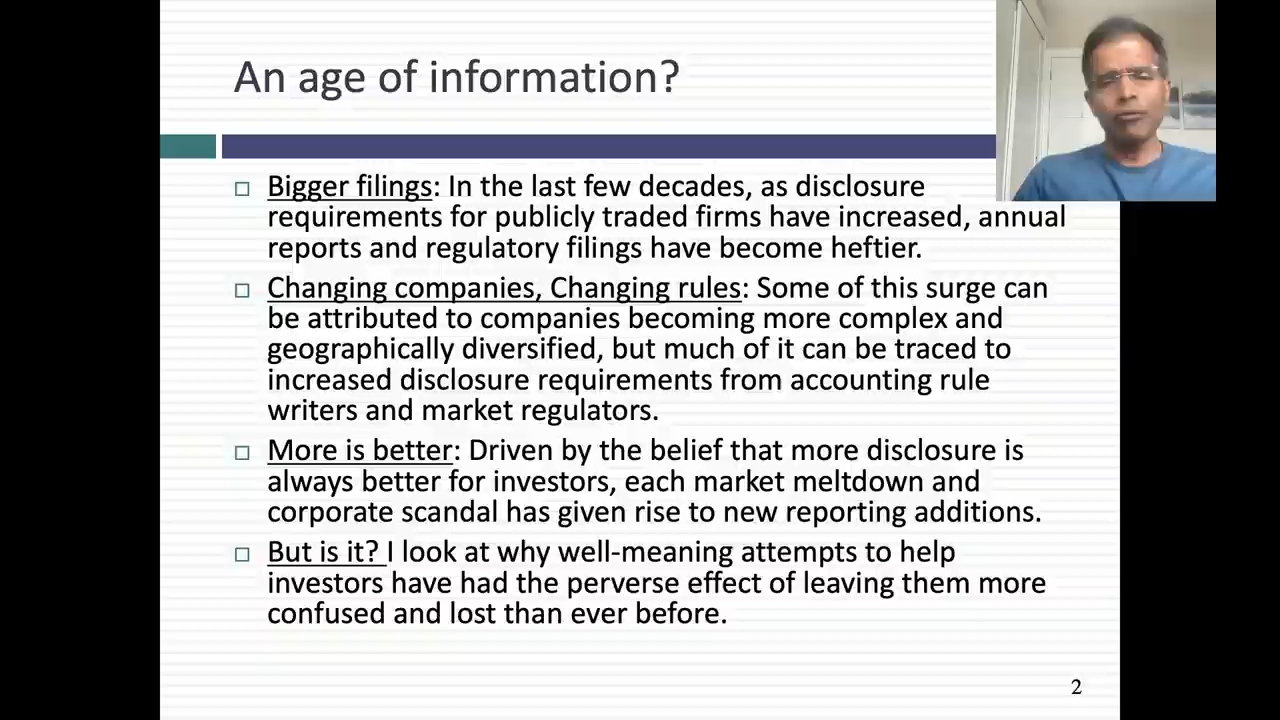 An age of information?
Bigger filings: In the last few decades, as disclosure
requirements for publicly traded firms have increased, annual
reports and regulatory filings have become heftier.
Changing companies, Changing rules: Some of this surge can
be attributed to companies becoming more complex and
geographically diversified, but much of it can be traced to
increased disclosure requirements from accounting rule
writers and market regulators.
More is better: Driven by the belief that more disclosure is
always better for investors, each market meltdown and
corporate scandal has given rise to new reporting additions.
But is it? I look at why well-meaning attempts to help
investors have had the perverse effect of leaving them more
confused and lost than ever before.
2